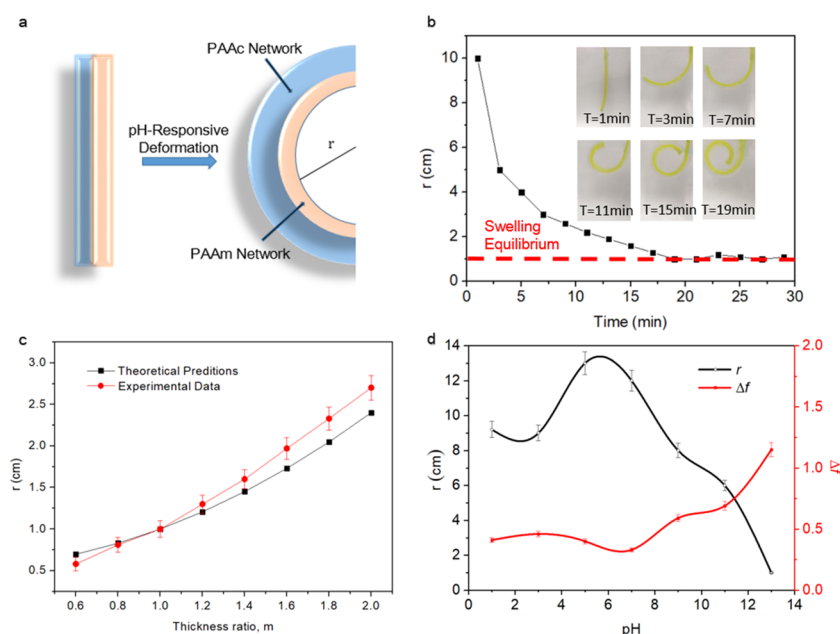 a
PAAc Network
pH-Responsive
Deformation
r
PAAm Network
b
r (cm)
10
8
6
4
2
0
T=1min
T=3min
T=7min
T=11min
T=15min
T=19min
Swelling
Equilibrium
0 5 10 15 20 25 30
Time (min)
c
r (cm)
3.0
2.5
2.0
1.5
1.0
0.5
Theoretical Preditions
Experimental Data
0.6 0.8 1.0 1.2 1.4 1.6 1.8 2.0
Thickness ratio, m
d
r (cm)
14
12
10
8
6
4
2
0
r
Δf
2.0
1.5
1.0
0.5
0.0
Δf
0 2 4 6 8 10 12 14
pH